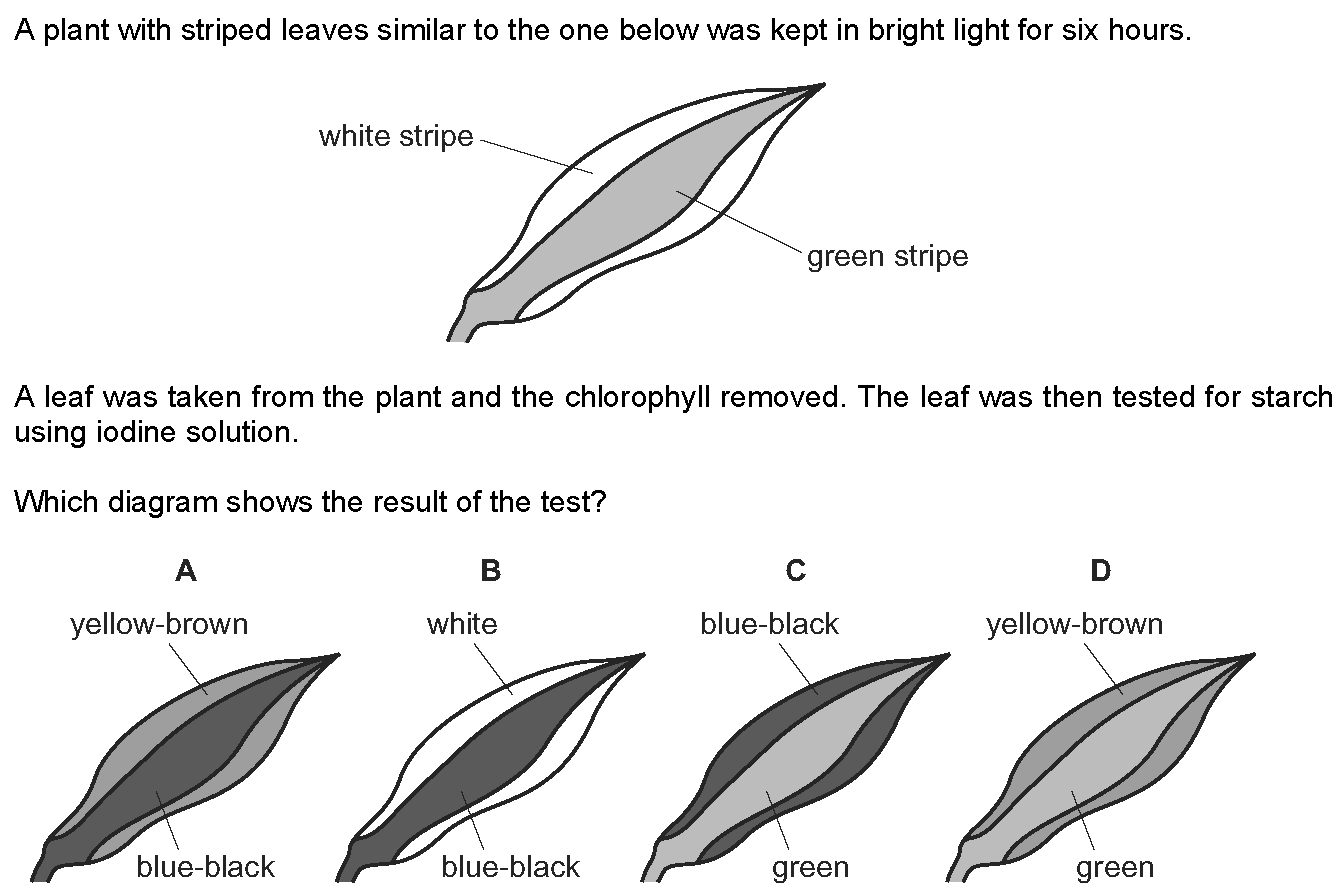 A plant with striped leaves similar to the one below was kept in bright light for six hours.
white stripe
green stripe
A leaf was taken from the plant and the chlorophyll removed. The leaf was then tested for starch
using iodine solution.
Which diagram shows the result of the test?
A B C D
yellow-brown white blue-black yellow-brown
blue-black blue-black green green